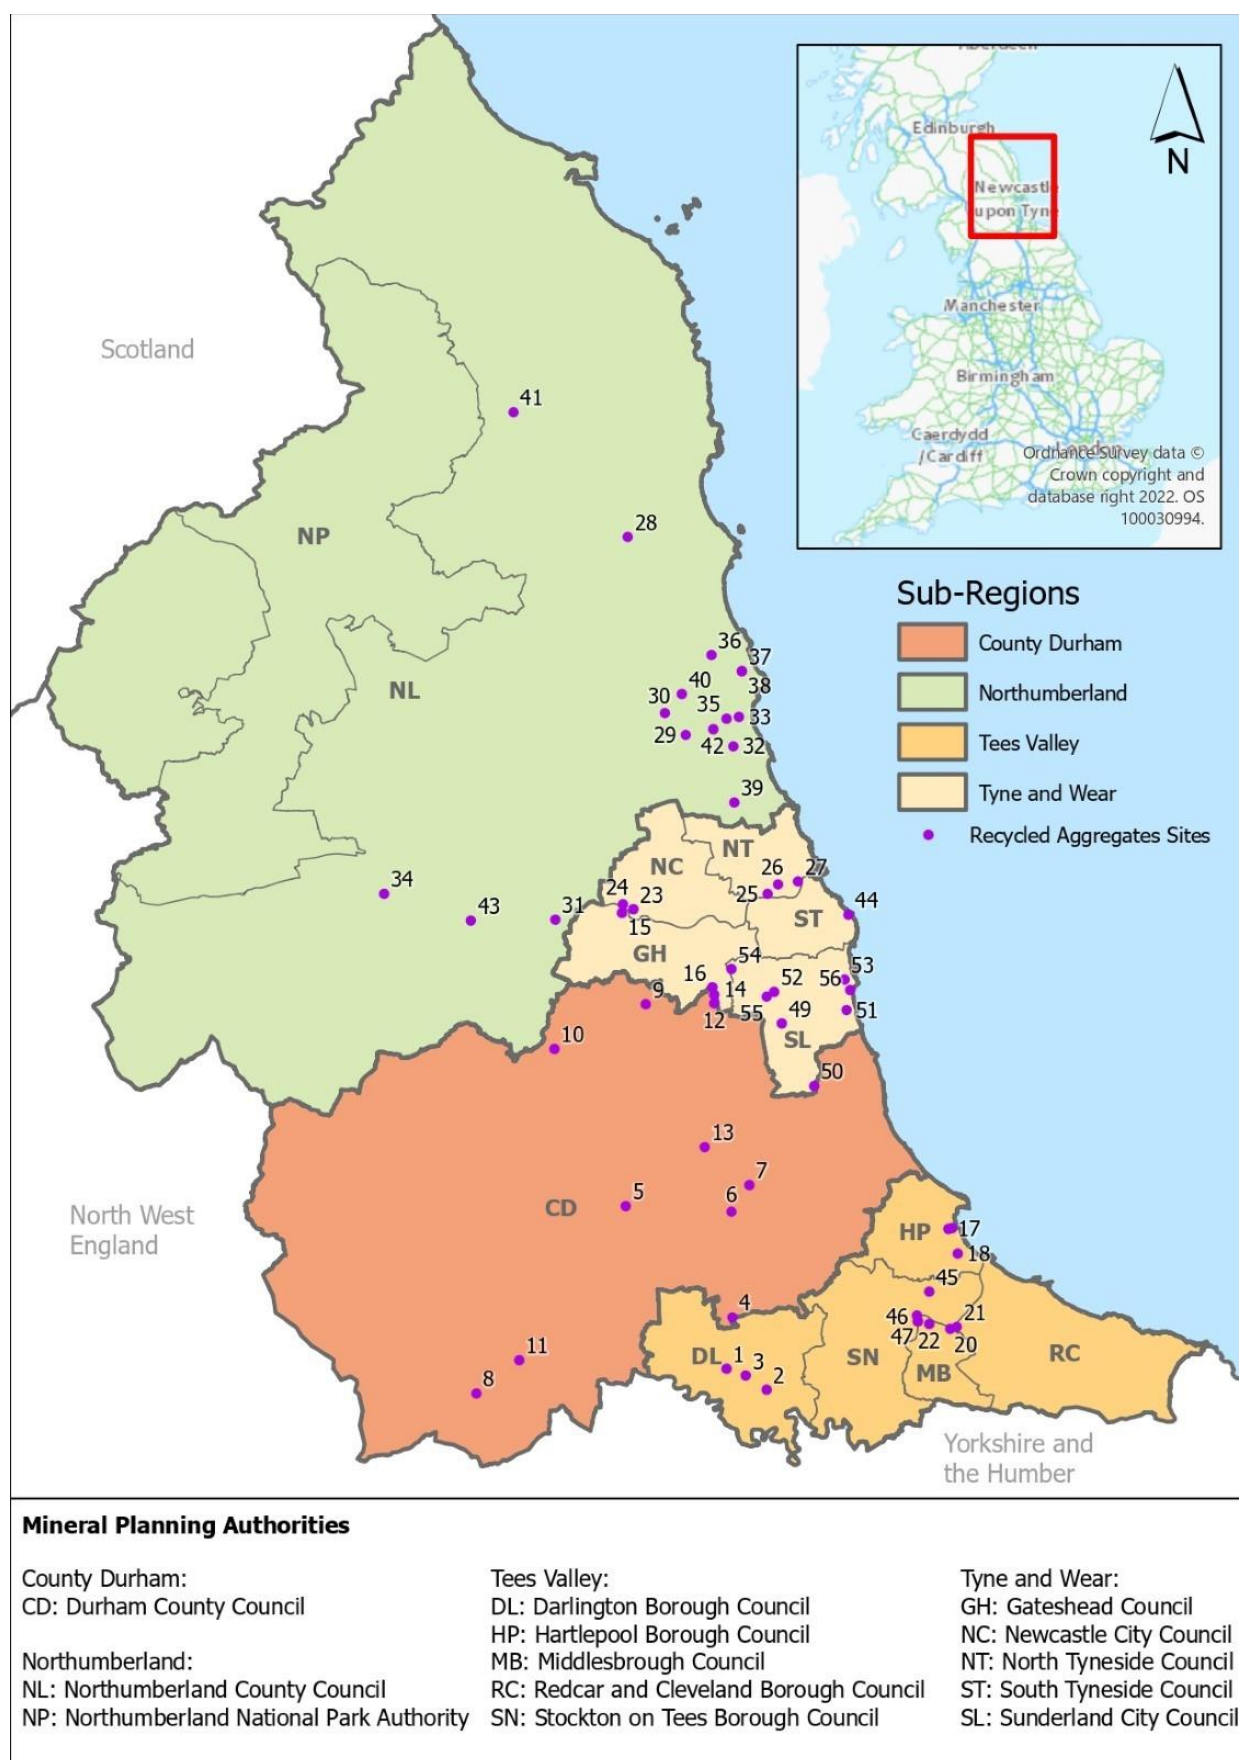 Aberdeen
Edinburgh
Newcastle
upon Tyne
Manchester
Birmingham
Caerdydd
/Cardiff
London
Ordnance Survey data ©
Crown copyright and
database right 2022. OS
100030994.
N
Scotland
41
28
NP
NL
36
37
38
40
30
35
33
29
42
32
39
Sub-Regions
County Durham
Northumberland
Tees Valley
Tyne and Wear
Recycled Aggregates Sites
NT
NC
26
27
25
24
23
15
34
43
31
44
ST
GH
54
16
14
12
9
52
53
56
55
49
51
SL
10
50
13
7
5
6
CD
North West
England
HP
17
18
45
4
46
47
22
21
20
DL
1
3
2
SN
MB
RC
11
8
Yorkshire and
the Humber
Mineral Planning Authorities
County Durham:
CD: Durham County Council
Northumberland:
NL: Northumberland County Council
NP: Northumberland National Park Authority
Tees Valley:
DL: Darlington Borough Council
HP: Hartlepool Borough Council
MB: Middlesbrough Council
RC: Redcar and Cleveland Borough Council
SN: Stockton on Tees Borough Council
Tyne and Wear:
GH: Gateshead Council
NC: Newcastle City Council
NT: North Tyneside Council
ST: South Tyneside Council
SL: Sunderland City Council